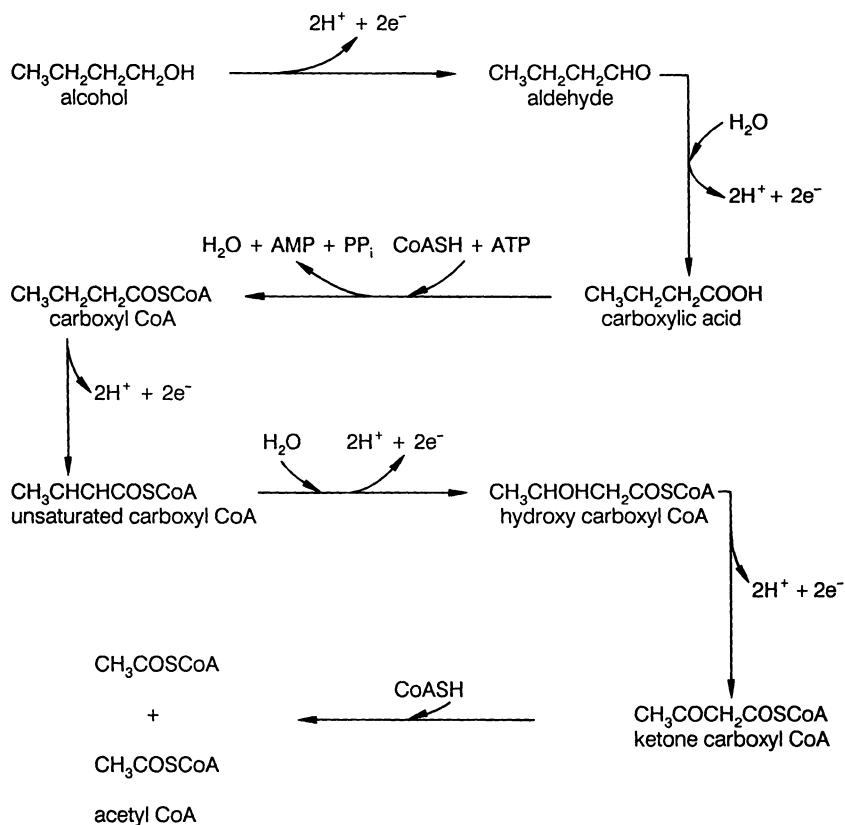 2H⁺ + 2e⁻
CH₃CH₂CH₂CH₂OH
alcohol
CH₃CH₂CH₂CHO
aldehyde
H₂O
2H⁺ + 2e⁻
H₂O + AMP + PPᵢ
CoASH + ATP
CH₃CH₂CH₂COSCoA
carboxyl CoA
CH₃CH₂CH₂COOH
carboxylic acid
2H⁺ + 2e⁻
H₂O
2H⁺ + 2e⁻
CH₃CHCHCOSCoA
unsaturated carboxyl CoA
CH₃CHOHCH₂COSCoA
hydroxy carboxyl CoA
2H⁺ + 2e⁻
CH₃COSCoA
CoASH
+
CH₃COCH₂COSCoA
ketone carboxyl CoA
CH₃COSCoA
acetyl CoA